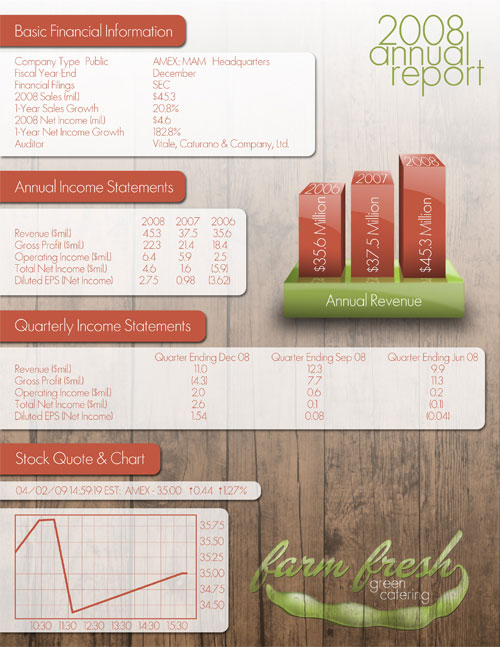 2008
annual
report
Basic Financial Information
Company Type Public AMEX: MAM Headquarters
Fiscal Year-End December
Financial Filings SEC
2008 Sales (mil.) $45.3
1-Year Sales Growth 20.8%
2008 Net Income (mil.) $4.6
1-Year Net Income Growth 182.8%
Auditor Vitale, Caturano & Company, Ltd.
Annual Income Statements
2008 2007 2006
Revenue ($mil.) 45.3 37.5 35.6
Gross Profit ($mil.) 22.3 21.4 18.4
Operating Income ($mil.) 6.4 5.9 2.5
Total Net Income ($mil.) 4.6 1.6 (5.9)
Diluted EPS (Net Income) 2.75 0.98 (3.62)
2006
$35.6 Million
2007
$37.5 Million
2008
$45.3 Million
Annual Revenue
Quarterly Income Statements
Quarter Ending Dec 08 Quarter Ending Sep 08 Quarter Ending Jun 08
Revenue ($mil.) 11.0 12.3 9.9
Gross Profit ($mil.) (4.3) 7.7 11.3
Operating Income ($mil.) 2.0 0.6 0.2
Total Net Income ($mil.) 2.6 0.1 (0.1)
Diluted EPS (Net Income) 1.54 0.08 (0.04)
Stock Quote & Chart
04/02/09 14:59:19 EST: AMEX - 35.00 ↑0.44 ↑1.27%
35.75
35.50
35.25
35.00
34.75
34.50
10:30 11:30 12:30 13:30 14:30 15:30
farm fresh
green
catering